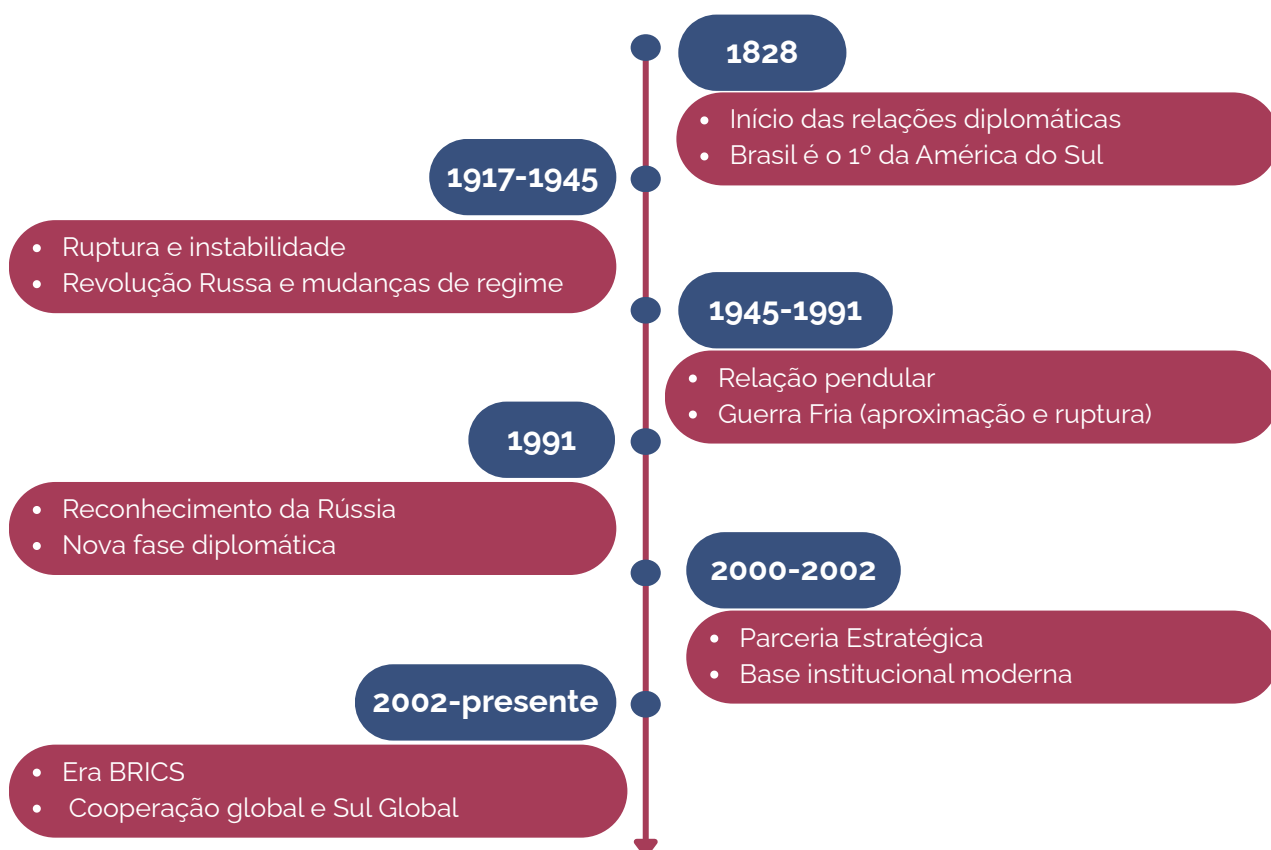 1828
• Início das relações diplomáticas
• Brasil é o 1º da América do Sul
1917-1945
• Ruptura e instabilidade
• Revolução Russa e mudanças de regime
1945-1991
• Relação pendular
• Guerra Fria (aproximação e ruptura)
1991
• Reconhecimento da Rússia
• Nova fase diplomática
2000-2002
• Parceria Estratégica
• Base institucional moderna
2002-presente
• Era BRICS
• Cooperação global e Sul Global